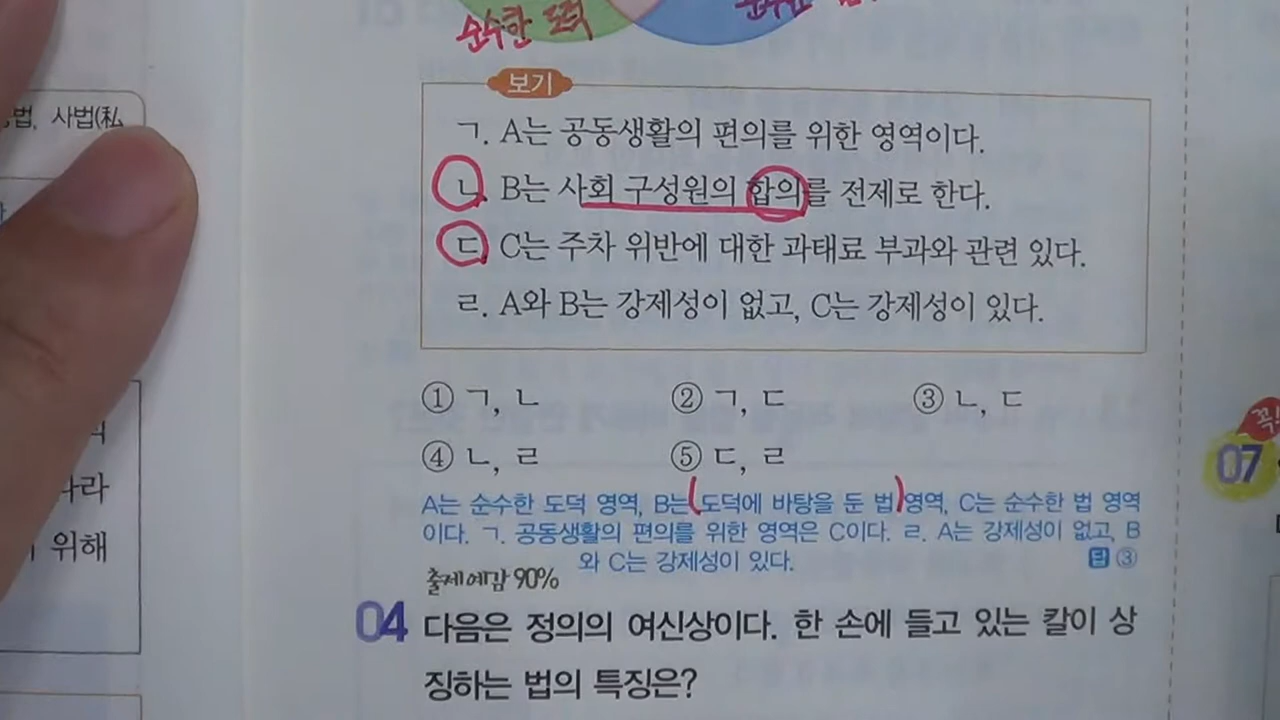 순수한 도덕
법, 사법(私
보기
ㄱ. A는 공동생활의 편의를 위한 영역이다.
ㄴ. B는 사회 구성원의 합의를 전제로 한다.
ㄷ. C는 주차 위반에 대한 과태료 부과와 관련 있다.
ㄹ. A와 B는 강제성이 없고, C는 강제성이 있다.
① ㄱ, ㄴ ② ㄱ, ㄷ ③ ㄴ, ㄷ
④ ㄴ, ㄹ ⑤ ㄷ, ㄹ
A는 순수한 도덕 영역, B는 도덕에 바탕을 둔 법 영역, C는 순수한 법 영역
이다. ㄱ. 공동생활의 편의를 위한 영역은 C이다. ㄹ. A는 강제성이 없고, B
와 C는 강제성이 있다. 답 ③
출제예감 90%
04 다음은 정의의 여신상이다. 한 손에 들고 있는 칼이 상
징하는 법의 특징은?
위해
07